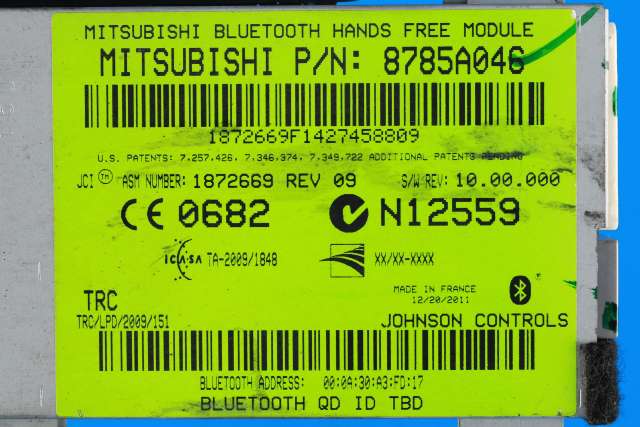 MITSUBISHI BLUETOOTH HANDS FREE MODULE
MITSUBISHI P/N: 8785A046
1872669F1427458809
U.S. PATENTS: 7,257,426, 7,346,374, 7,349,722 ADDITIONAL PATENTS PENDING
JCI TM ASM NUMBER: 1872669 REV 09 S/W REV: 10.00.000
CE 0682 N12559
ICASA TA-2009/1848 XX/XX-XXXX
MADE IN FRANCE
12/20/2011
TRC
TRC/LPD/2009/151
JOHNSON CONTROLS
BLUETOOTH ADDRESS: 00:0A:30:A3:FD:17
BLUETOOTH QD ID TBD